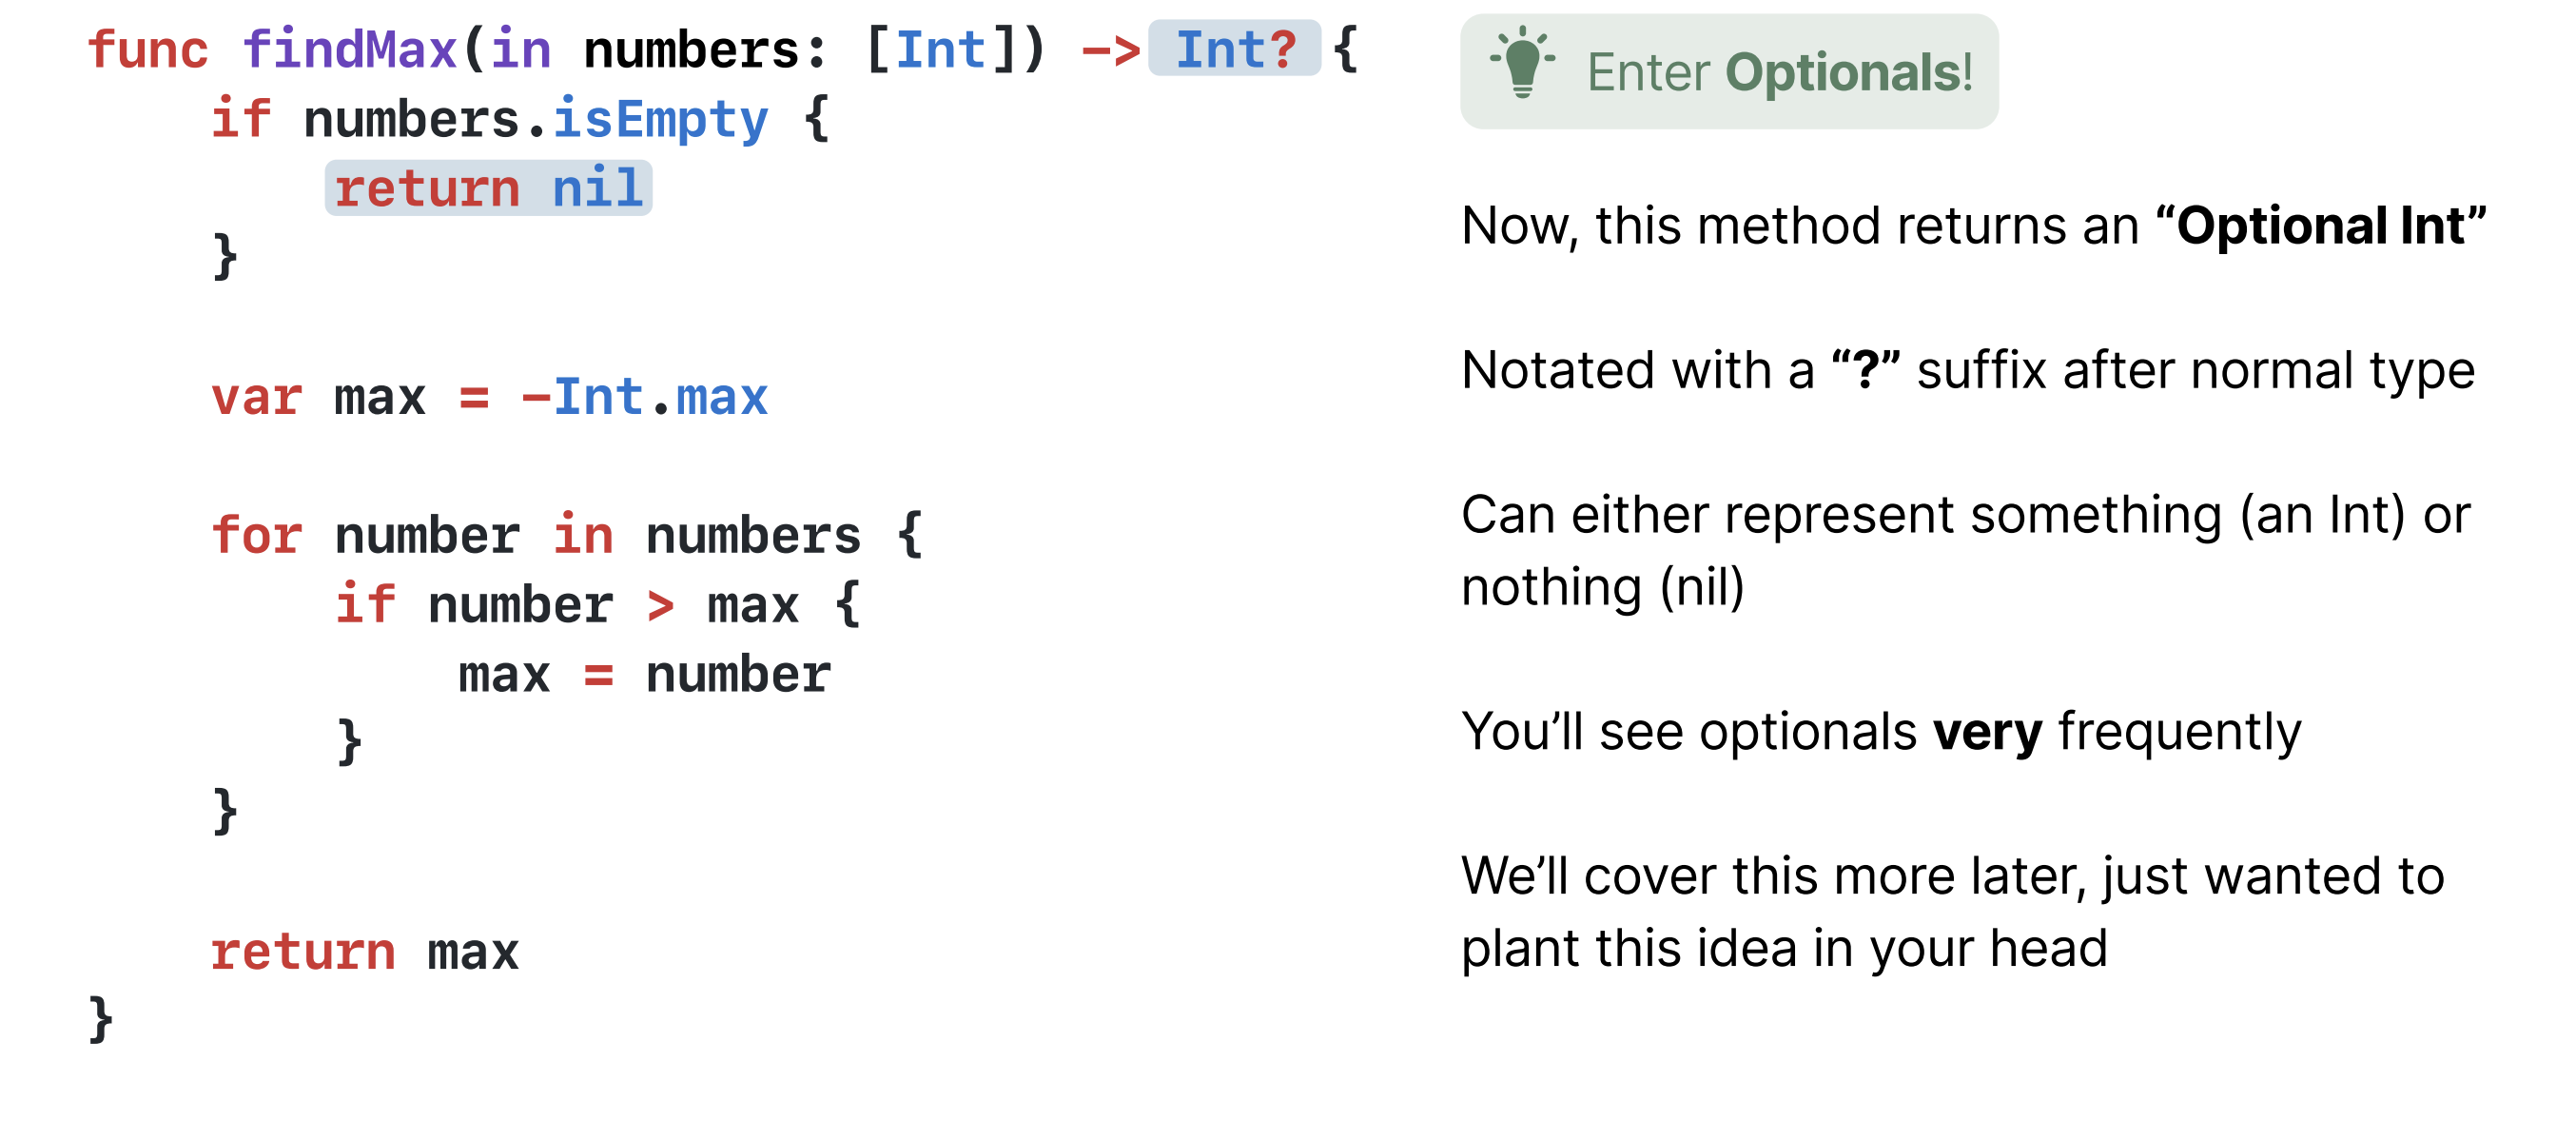 func findMax(in numbers: [Int]) -> Int? {
    if numbers.isEmpty {
        return nil
    }
    var max = -Int.max
    for number in numbers {
        if number > max {
            max = number
        }
    }
    return max
}
Enter Optionals!
Now, this method returns an “Optional Int”
Notated with a “?” suffix after normal type
Can either represent something (an Int) or
nothing (nil)
You’ll see optionals very frequently
We’ll cover this more later, just wanted to
plant this idea in your head